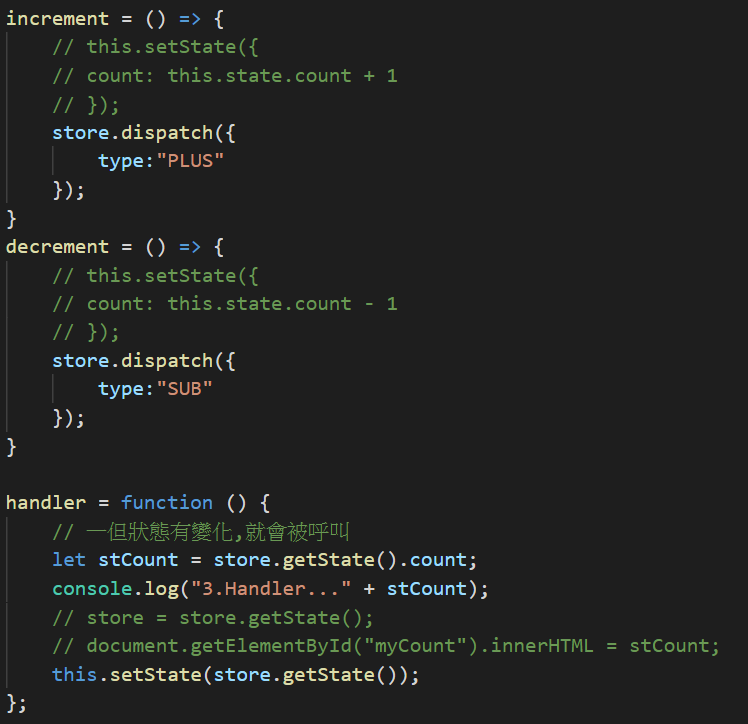 increment = () => {
    // this.setState({
    // count: this.state.count + 1
    // });
    store.dispatch({
        type:"PLUS"
    });
}
decrement = () => {
    // this.setState({
    // count: this.state.count - 1
    // });
    store.dispatch({
        type:"SUB"
    });
}

handler = function () {
    // 一但狀態有變化,就會被呼叫
    let stCount = store.getState().count;
    console.log("3.Handler..." + stCount);
    // store = store.getState();
    // document.getElementById("myCount").innerHTML = stCount;
    this.setState(store.getState());
};